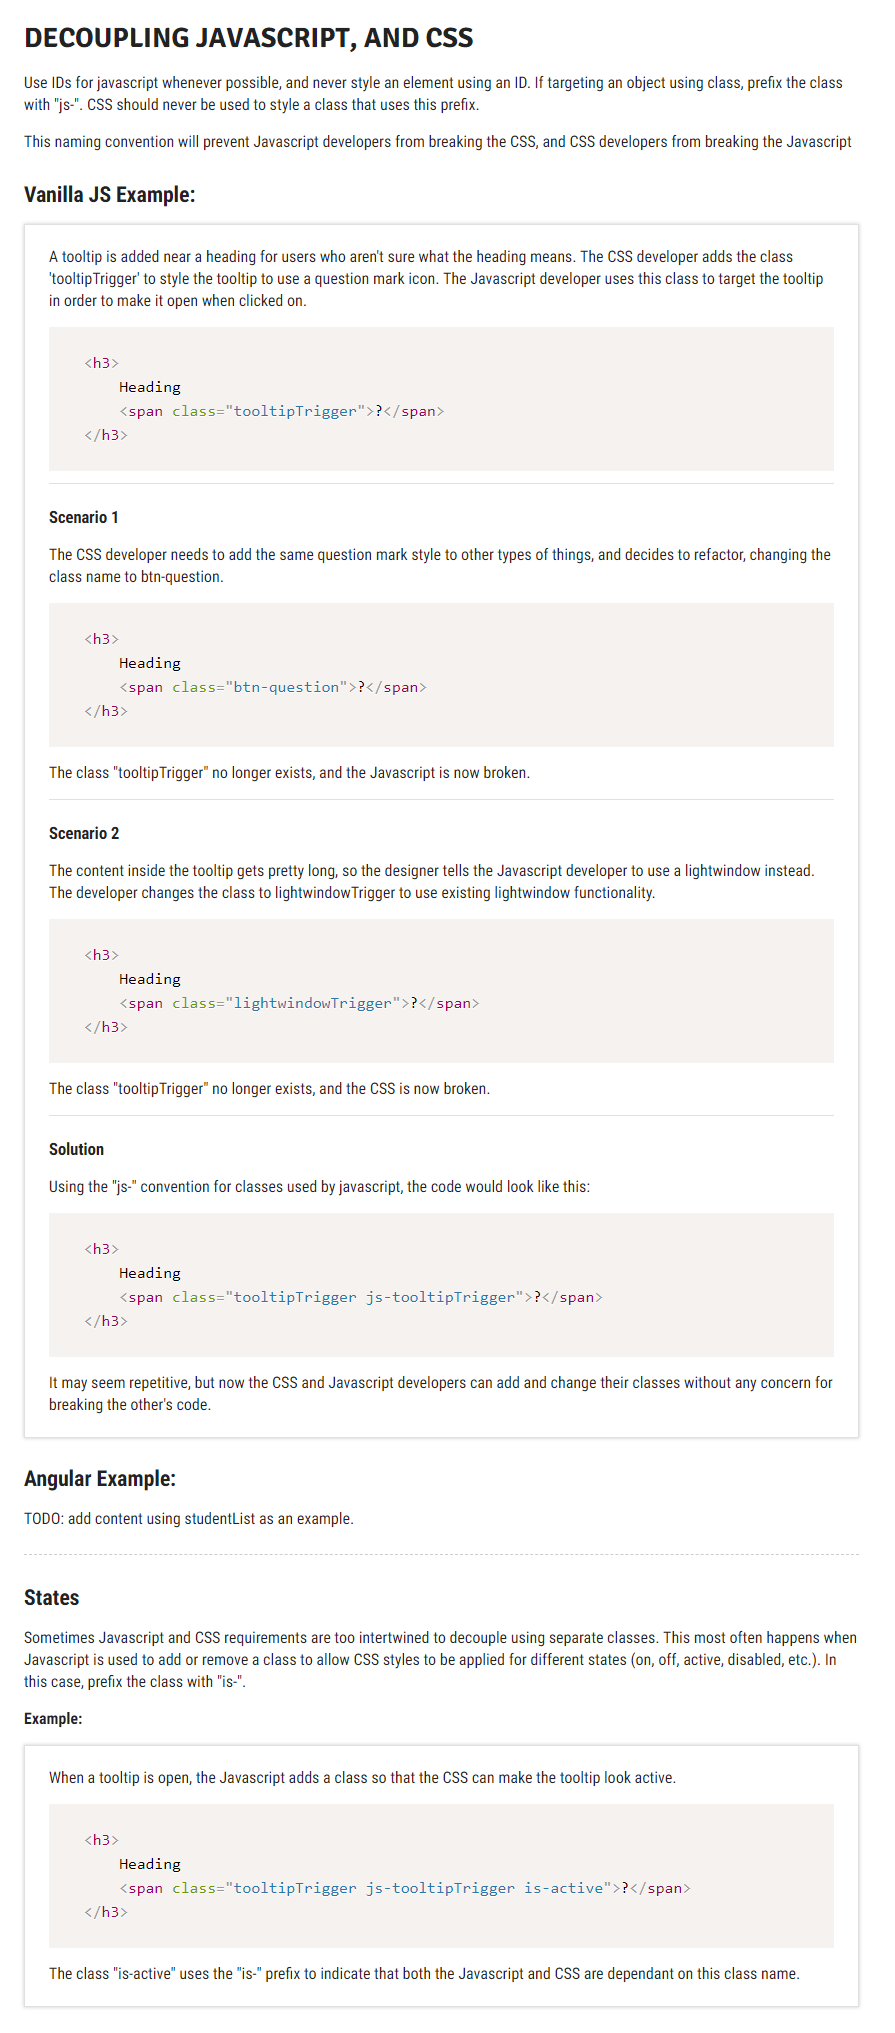 DECOUPLING JAVASCRIPT, AND CSS
Use IDs for javascript whenever possible, and never style an element using an ID. If targeting an object using class, prefix the class
with "js-". CSS should never be used to style a class that uses this prefix.
This naming convention will prevent Javascript developers from breaking the CSS, and CSS developers from breaking the Javascript
Vanilla JS Example:
A tooltip is added near a heading for users who aren't sure what the heading means. The CSS developer adds the class
'tooltipTrigger' to style the tooltip to use a question mark icon. The Javascript developer uses this class to target the tooltip
in order to make it open when clicked on.
<h3>
Heading
<span class="tooltipTrigger">?</span>
</h3>
Scenario 1
The CSS developer needs to add the same question mark style to other types of things, and decides to refactor, changing the
class name to btn-question.
<h3>
Heading
<span class="btn-question">?</span>
</h3>
The class "tooltipTrigger" no longer exists, and the Javascript is now broken.
Scenario 2
The content inside the tooltip gets pretty long, so the designer tells the Javascript developer to use a lightwindow instead.
The developer changes the class to lightwindowTrigger to use existing lightwindow functionality.
<h3>
Heading
<span class="lightwindowTrigger">?</span>
</h3>
The class "tooltipTrigger" no longer exists, and the CSS is now broken.
Solution
Using the "js-" convention for classes used by javascript, the code would look like this:
<h3>
Heading
<span class="tooltipTrigger js-tooltipTrigger">?</span>
</h3>
It may seem repetitive, but now the CSS and Javascript developers can add and change their classes without any concern for
breaking the other's code.
Angular Example:
TODO: add content using studentList as an example.
States
Sometimes Javascript and CSS requirements are too intertwined to decouple using separate classes. This most often happens when
Javascript is used to add or remove a class to allow CSS styles to be applied for different states (on, off, active, disabled, etc.). In
this case, prefix the class with "is-".
Example:
When a tooltip is open, the Javascript adds a class so that the CSS can make the tooltip look active.
<h3>
Heading
<span class="tooltipTrigger js-tooltipTrigger is-active">?</span>
</h3>
The class "is-active" uses the "is-" prefix to indicate that both the Javascript and CSS are dependant on this class name.